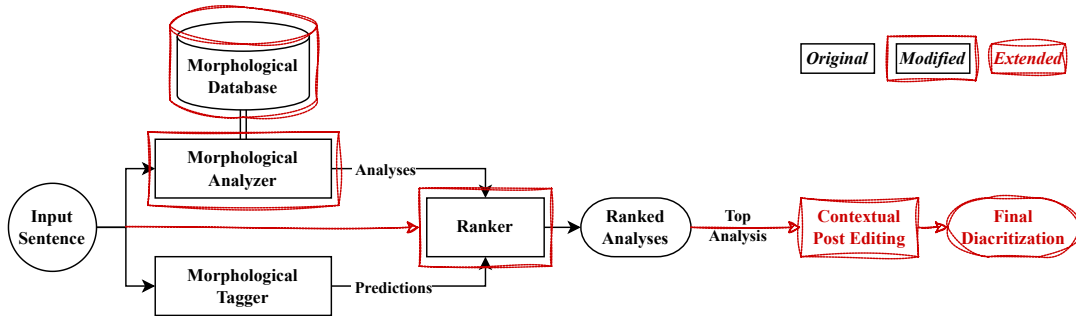 Morphological
Database
Original
Modified
Extended
Morphological
Analyzer
Analyses
Input
Sentence
Ranker
Ranked
Analyses
Top
Analysis
Contextual
Post Editing
Final
Diacritization
Morphological
Tagger
Predictions